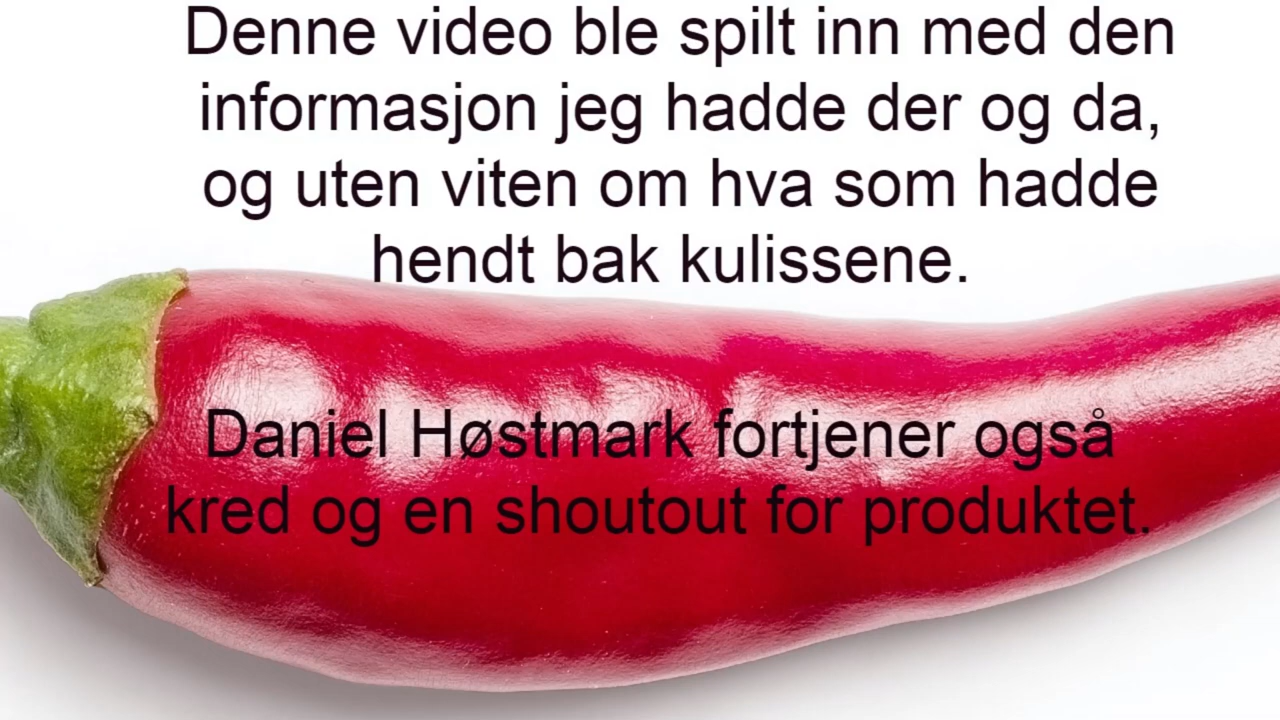 Denne video ble spilt inn med den
informasjon jeg hadde der og da,
og uten viten om hva som hadde
hendt bak kulissene.
Daniel Høstmark fortjener også
kred og en shoutout for produktet.